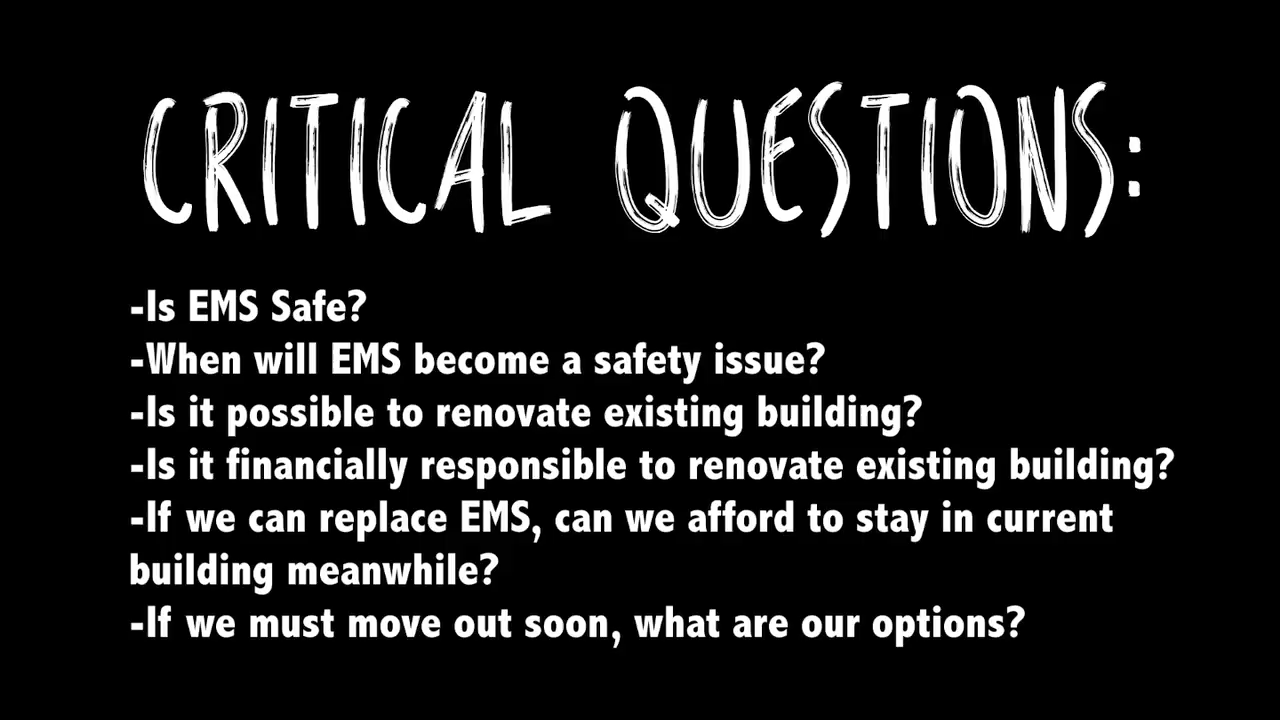 CRITICAL QUESTIONS:
-Is EMS Safe?
-When will EMS become a safety issue?
-Is it possible to renovate existing building?
-Is it financially responsible to renovate existing building?
-If we can replace EMS, can we afford to stay in current
building meanwhile?
-If we must move out soon, what are our options?